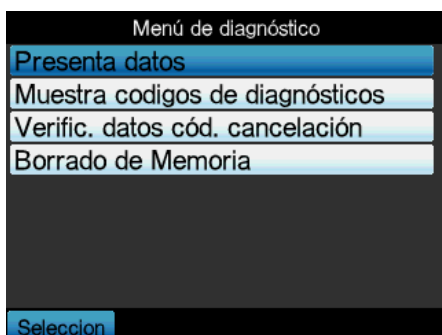 Menú de diagnóstico
Presenta datos
Muestra codigos de diagnósticos
Verific. datos cód. cancelación
Borrado de Memoria
Seleccion